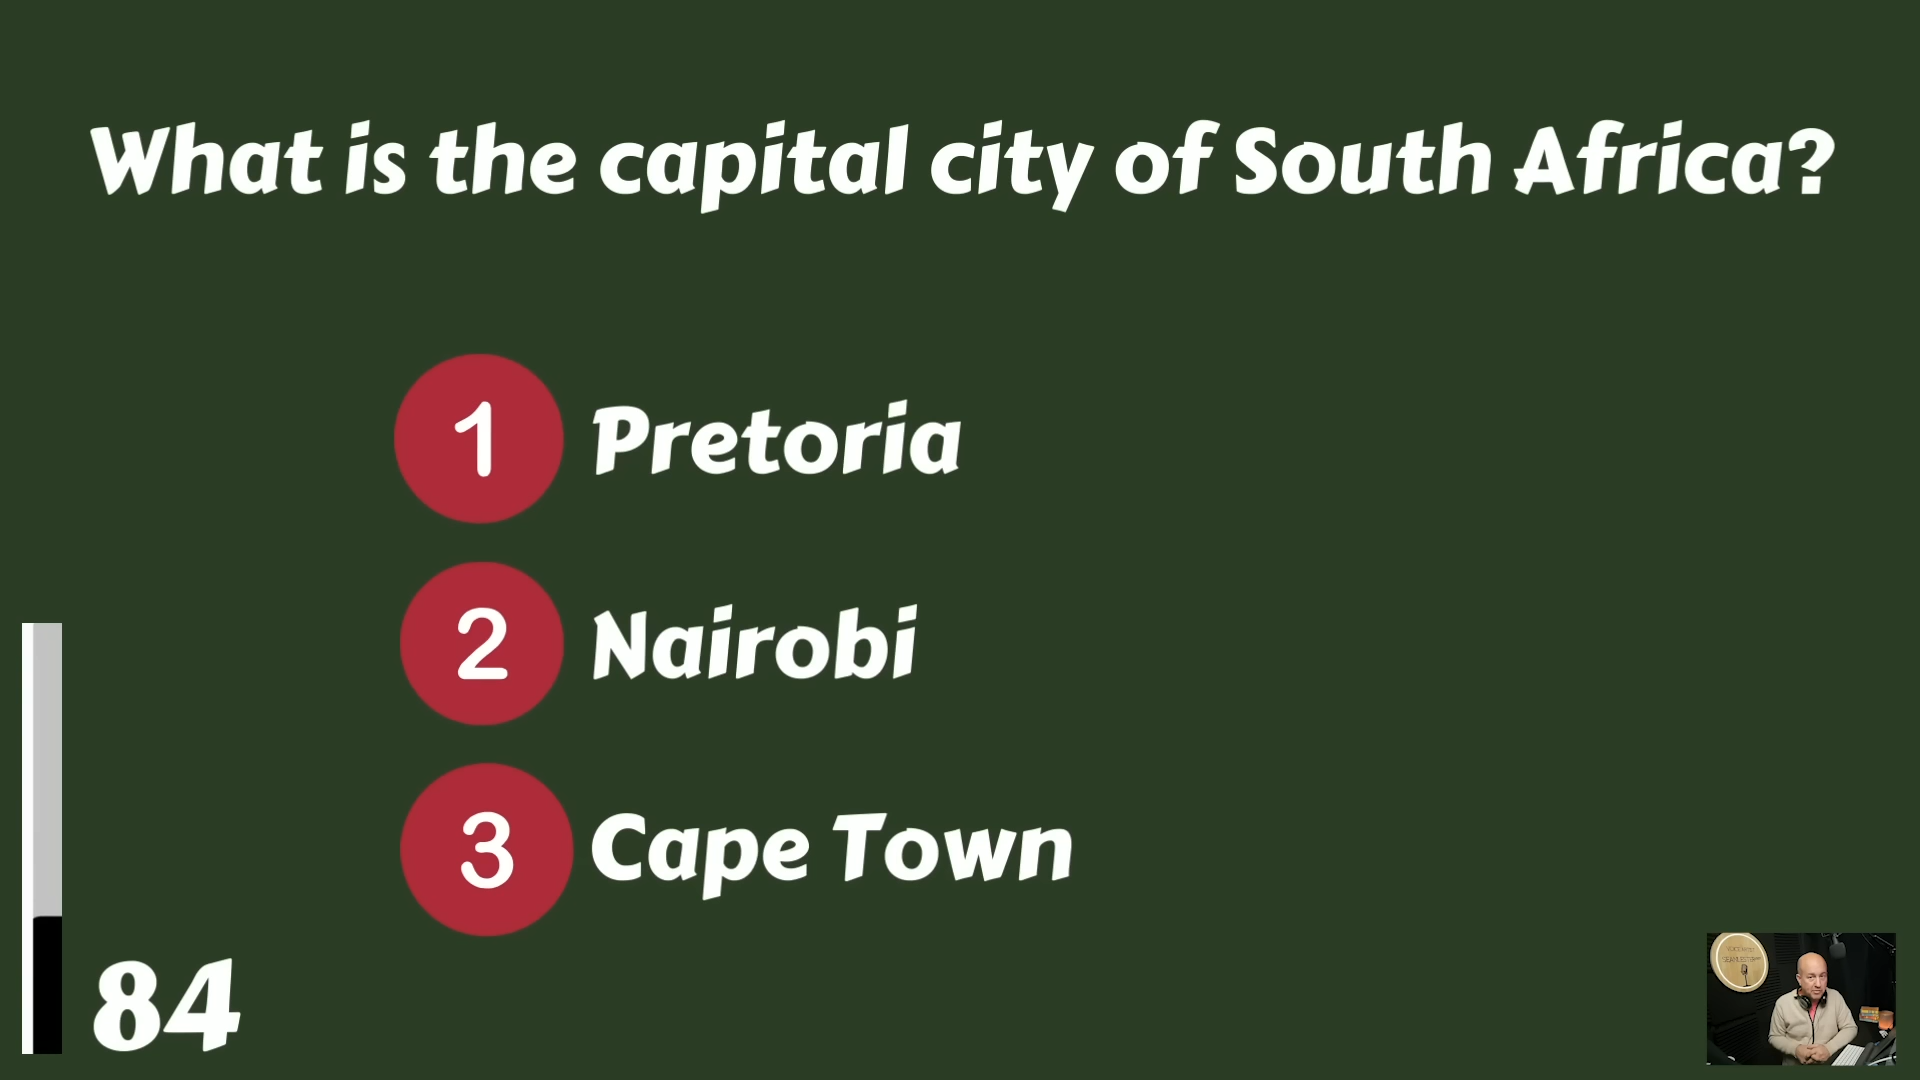 What is the capital city of South Africa?
1 Pretoria
2 Nairobi
3 Cape Town
84